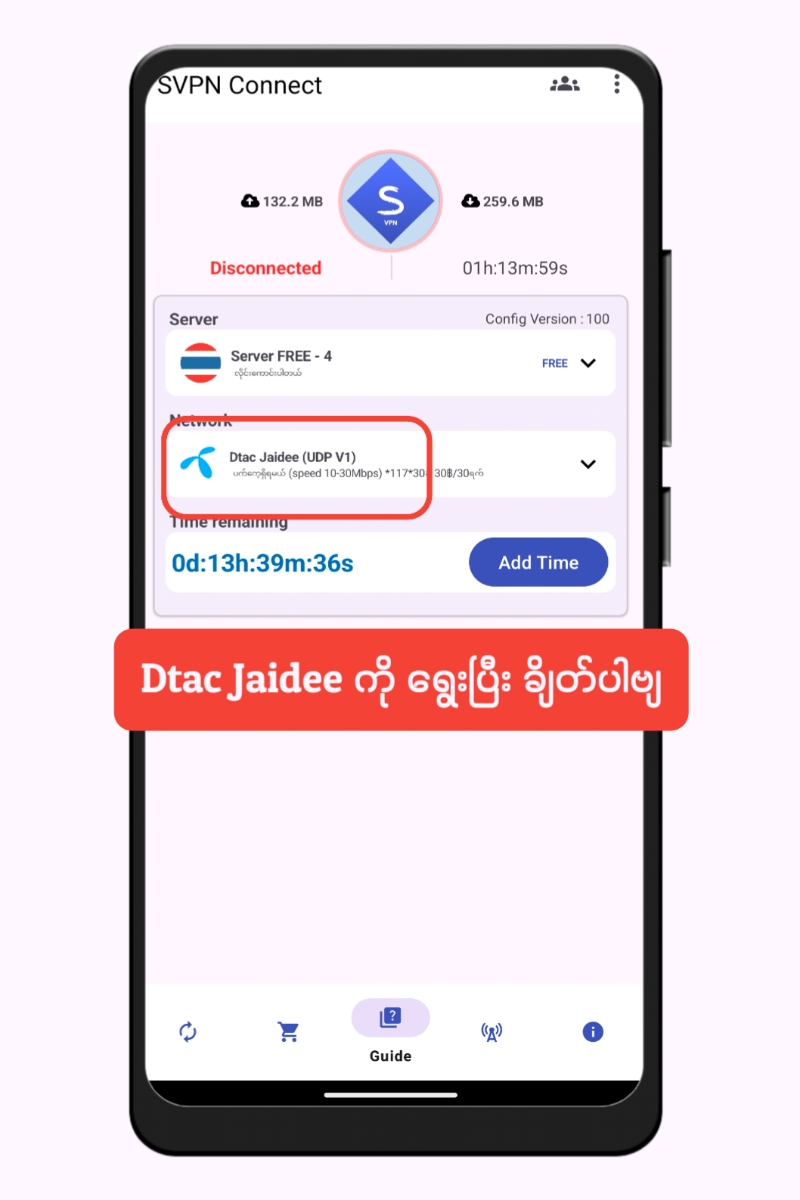 SVPN Connect
132.2 MB
S
VPN
259.6 MB
Disconnected
01h:13m:59s
Server
Config Version : 100
Server FREE - 4
လိုင်းကောင်းပါတယ်
FREE
Network
Dtac Jaidee (UDP V1)
ပက်ကေ့ရှိရမယ် (speed 10-30Mbps) *117*30 30฿/30ရက်
Time remaining
0d:13h:39m:36s
Add Time
Dtac Jaidee ကို ရွေးပြီး ချိတ်ပါဗျ
Guide